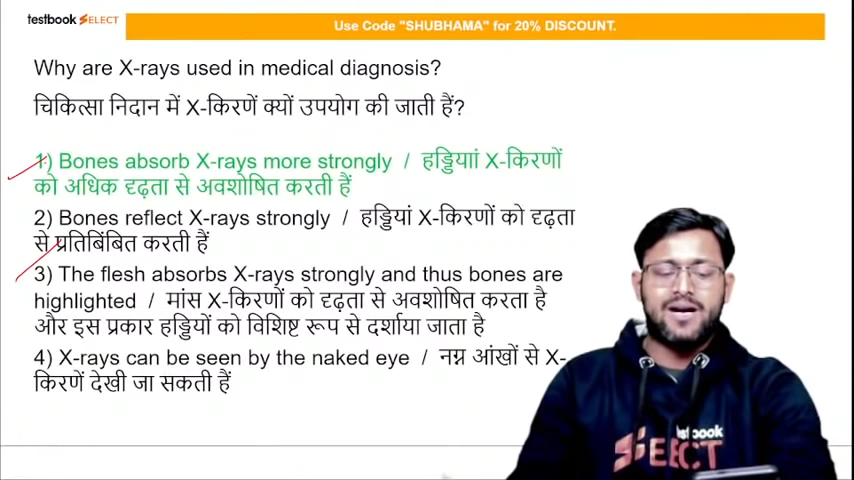 testbook SELECT
Use Code "SHUBHAMA" for 20% DISCOUNT.
Why are X-rays used in medical diagnosis?
चिकित्सा निदान में X-किरणें क्यों उपयोग की जाती हैं?
1) Bones absorb X-rays more strongly / हड्डियाां X-किरणों
को अधिक दृढ़ता से अवशोषित करती हैं
2) Bones reflect X-rays strongly / हड्डियां X-किरणों को दृढ़ता
से प्रतिबिंबित करती हैं
3) The flesh absorbs X-rays strongly and thus bones are
highlighted / मांस X-किरणों को दृढ़ता से अवशोषित करता है
और इस प्रकार हड्डियों को विशिष्ट रूप से दर्शाया जाता है
4) X-rays can be seen by the naked eye / नग्न आंखों से X-
किरणें देखी जा सकती हैं
testbook
SELECT